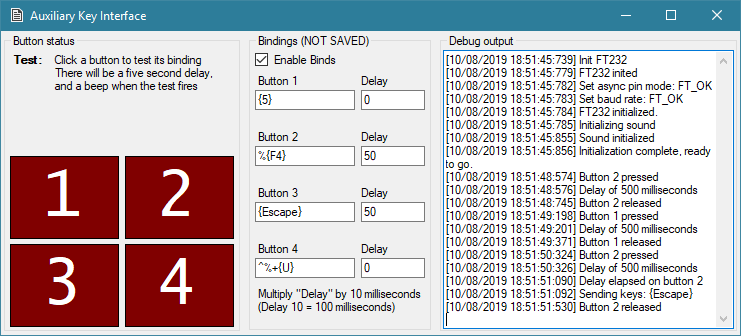 Auxiliary Key Interface
Button status
Test: Click a button to test its binding
There will be a five second delay,
and a beep when the test fires
1 2
3 4
Bindings (NOT SAVED)
Enable Binds
Button 1 Delay
{5} 0
Button 2 Delay
%{F4} 50
Button 3 Delay
{Escape} 50
Button 4 Delay
^%+{U} 0
Multiply "Delay" by 10 milliseconds
(Delay 10 = 100 milliseconds)
Debug output
[10/08/2019 18:51:45:739] Init FT232
[10/08/2019 18:51:45:779] FT232 inited
[10/08/2019 18:51:45:782] Set async pin mode: FT_OK
[10/08/2019 18:51:45:783] Set baud rate: FT_OK
[10/08/2019 18:51:45:784] FT232 initialized.
[10/08/2019 18:51:45:785] Initializing sound
[10/08/2019 18:51:45:855] Sound initialized
[10/08/2019 18:51:45:856] Initialization complete, ready
to go.
[10/08/2019 18:51:48:574] Button 2 pressed
[10/08/2019 18:51:48:576] Delay of 500 milliseconds
[10/08/2019 18:51:48:745] Button 2 released
[10/08/2019 18:51:49:198] Button 1 pressed
[10/08/2019 18:51:49:201] Delay of 500 milliseconds
[10/08/2019 18:51:49:371] Button 1 released
[10/08/2019 18:51:50:324] Button 2 pressed
[10/08/2019 18:51:50:326] Delay of 500 milliseconds
[10/08/2019 18:51:51:090] Delay elapsed on button 2
[10/08/2019 18:51:51:092] Sending keys: {Escape}
[10/08/2019 18:51:51:530] Button 2 released